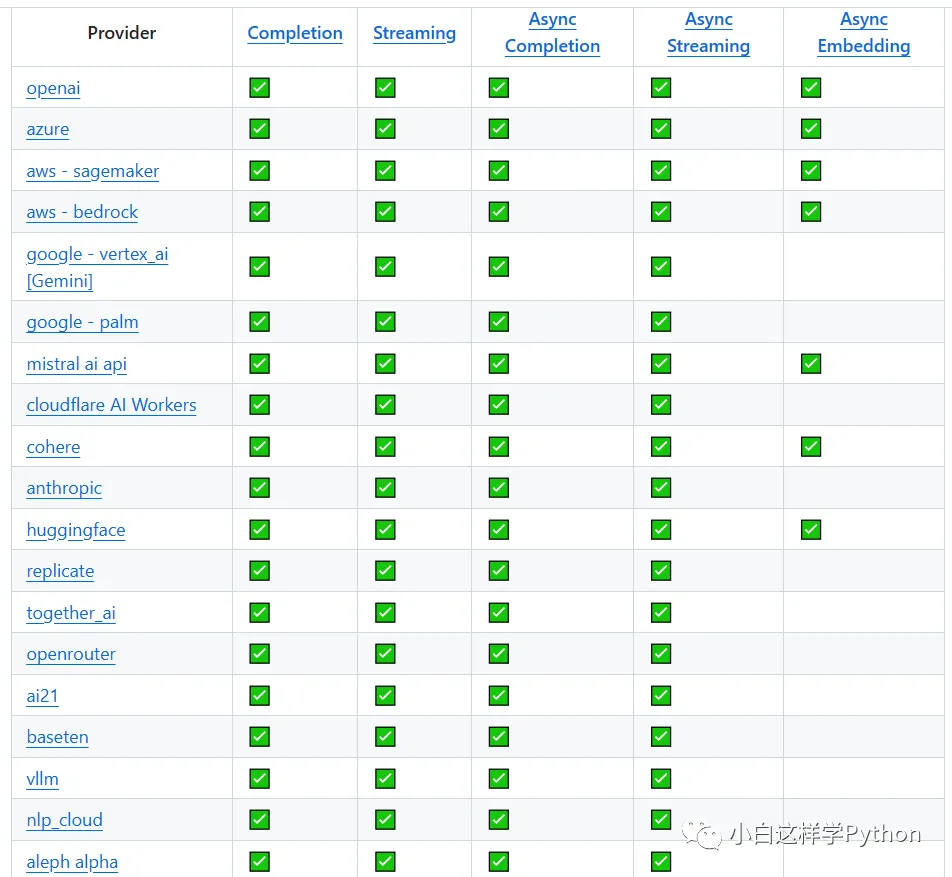 Provider Completion Streaming Async Completion Async Streaming Async Embedding
openai ✅ ✅ ✅ ✅ ✅
azure ✅ ✅ ✅ ✅ ✅
aws - sagemaker ✅ ✅ ✅ ✅ ✅
aws - bedrock ✅ ✅ ✅ ✅ ✅
google - vertex_ai
[Gemini] ✅ ✅ ✅ ✅
google - palm ✅ ✅ ✅ ✅
mistral ai api ✅ ✅ ✅ ✅ ✅
cloudflare AI Workers ✅ ✅ ✅ ✅
cohere ✅ ✅ ✅ ✅ ✅
anthropic ✅ ✅ ✅ ✅
huggingface ✅ ✅ ✅ ✅ ✅
replicate ✅ ✅ ✅ ✅
together_ai ✅ ✅ ✅ ✅
openrouter ✅ ✅ ✅ ✅
ai21 ✅ ✅ ✅ ✅
baseten ✅ ✅ ✅ ✅
vllm ✅ ✅ ✅ ✅
nlp_cloud ✅ ✅ ✅ ✅
小白这样学Python
aleph alpha ✅ ✅ ✅ ✅